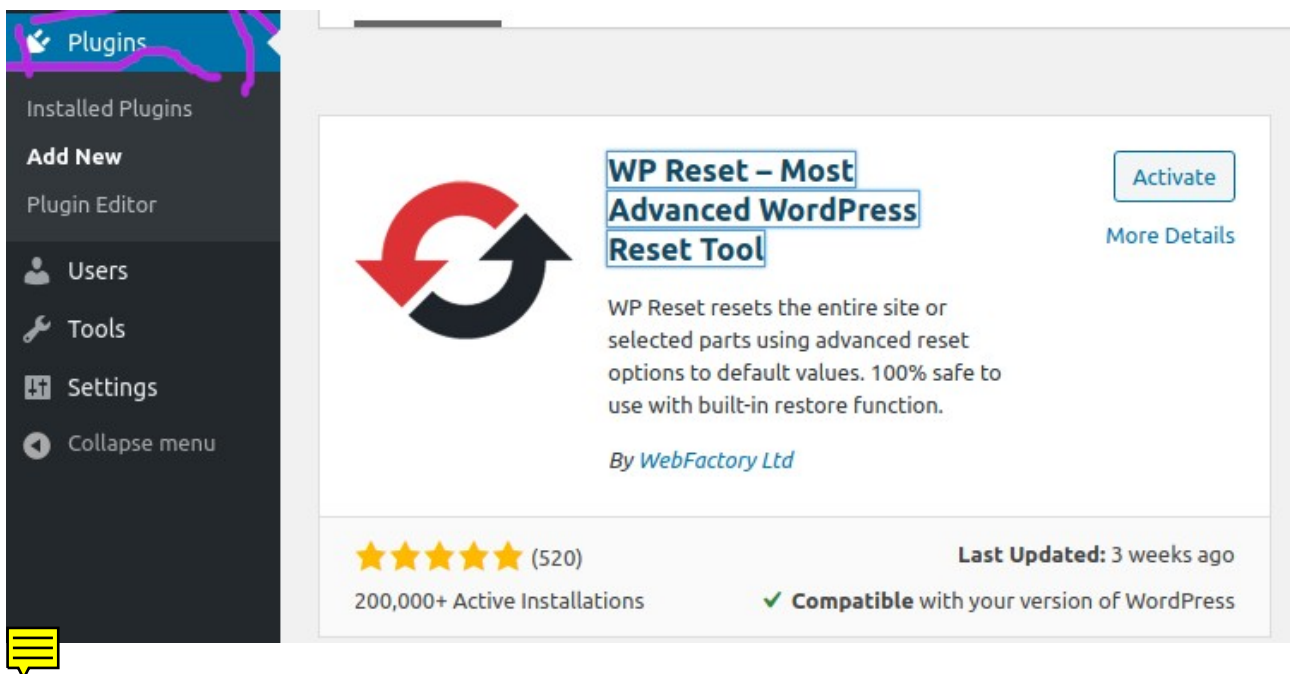 Plugins
Installed Plugins
Add New
Plugin Editor
Users
Tools
Settings
Collapse menu
WP Reset – Most
Advanced WordPress
Reset Tool
Activate
More Details
WP Reset resets the entire site or
selected parts using advanced reset
options to default values. 100% safe to
use with built-in restore function.
By WebFactory Ltd
(520)
Last Updated: 3 weeks ago
200,000+ Active Installations
Compatible with your version of WordPress